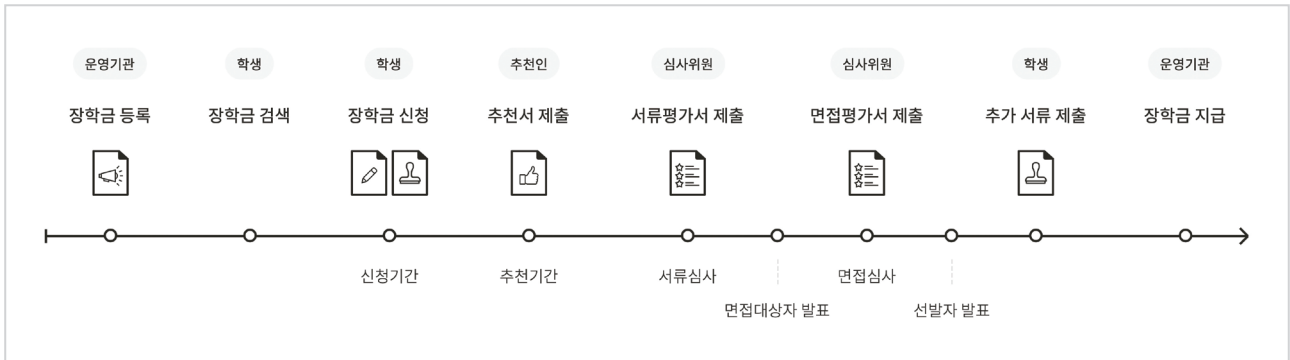 운영기관
학생
학생
추천인
심사위원
심사위원
학생
운영기관
장학금 등록
장학금 검색
장학금 신청
추천서 제출
서류평가서 제출
면접평가서 제출
추가 서류 제출
장학금 지급
신청기간
추천기간
서류심사
면접심사
면접대상자 발표
선발자 발표